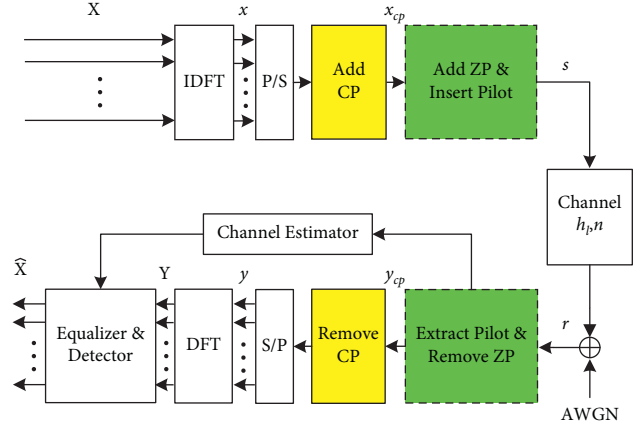 X
x
x_cp
IDFT
P/S
Add
CP
Add ZP &
Insert Pilot
s
Channel
h_l,n
Channel Estimator
X̂
Y
y
y_cp
r
Equalizer &
Detector
DFT
S/P
Remove
CP
Extract Pilot &
Remove ZP
AWGN